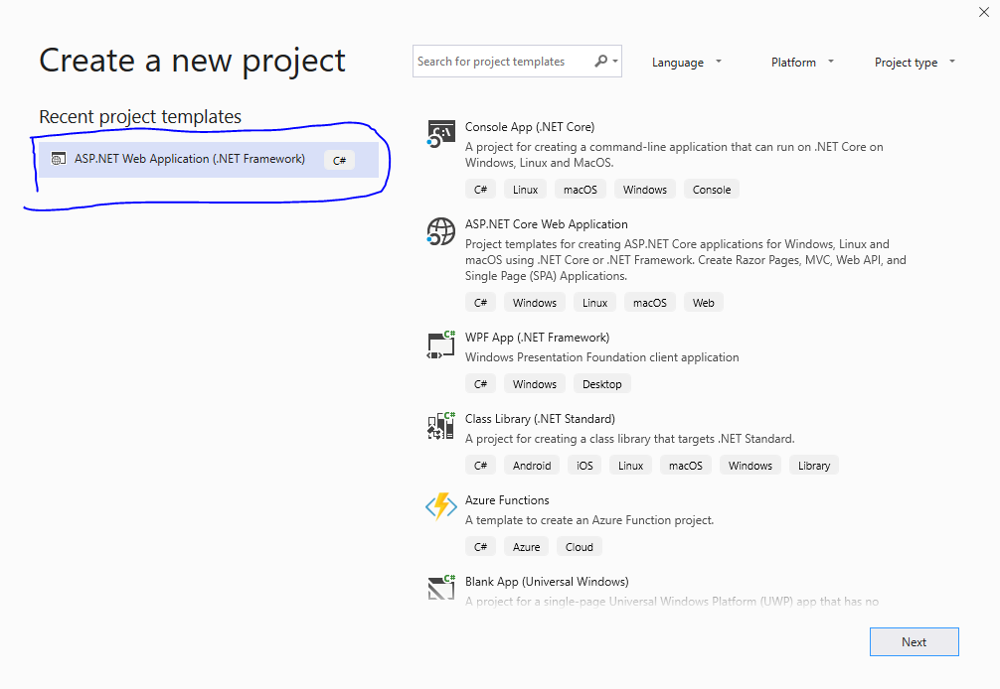 Create a new project
Search for project templates
Language
Platform
Project type
Recent project templates
ASP.NET Web Application (.NET Framework)
C#
Console App (.NET Core)
A project for creating a command-line application that can run on .NET Core on
Windows, Linux and MacOS.
C# Linux macOS Windows Console
ASP.NET Core Web Application
Project templates for creating ASP.NET Core applications for Windows, Linux and
macOS using .NET Core or .NET Framework. Create Razor Pages, MVC, Web API, and
Single Page (SPA) Applications.
C# Windows Linux macOS Web
WPF App (.NET Framework)
Windows Presentation Foundation client application
C# Windows Desktop
Class Library (.NET Standard)
A project for creating a class library that targets .NET Standard.
C# Android iOS Linux macOS Windows Library
Azure Functions
A template to create an Azure Function project.
C# Azure Cloud
Blank App (Universal Windows)
A project for a single-page Universal Windows Platform (UWP) app that has no
Next